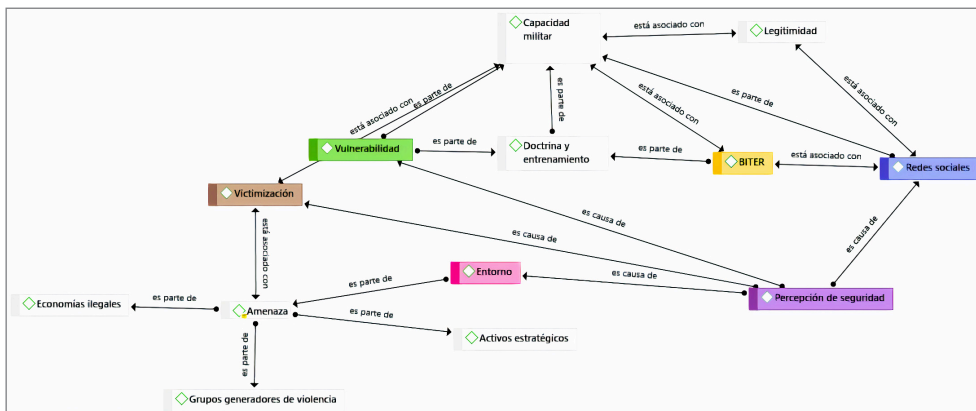 Capacidad
militar
está asociado con
Legitimidad
está asociado con
es parte de
es parte de
está asociado con
es parte de
está asociado con
Vulnerabilidad
es parte de
Doctrina y
entrenamiento
es parte de
BITER
está asociado con
Redes sociales
Victimización
es causa de
es causa de
es causa de
está asociado con
Entorno
es causa de
Percepción de seguridad
es parte de
Economías ilegales
es parte de
Amenaza
es parte de
Activos estratégicos
es parte de
Grupos generadores de violencia